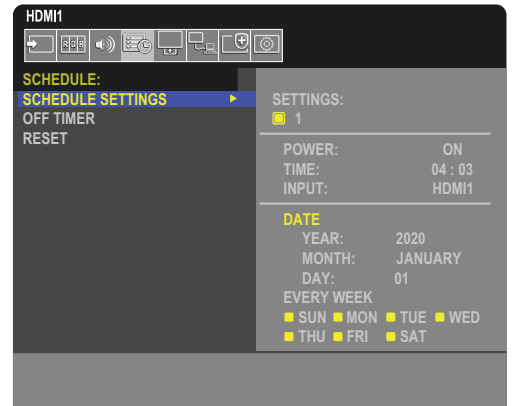 HDMI1
R G B
SCHEDULE:
SCHEDULE SETTINGS
OFF TIMER
RESET
SETTINGS:
1
POWER: ON
TIME: 04 : 03
INPUT: HDMI1
DATE
YEAR: 2020
MONTH: JANUARY
DAY: 01
EVERY WEEK
SUN MON TUE WED
THU FRI SAT